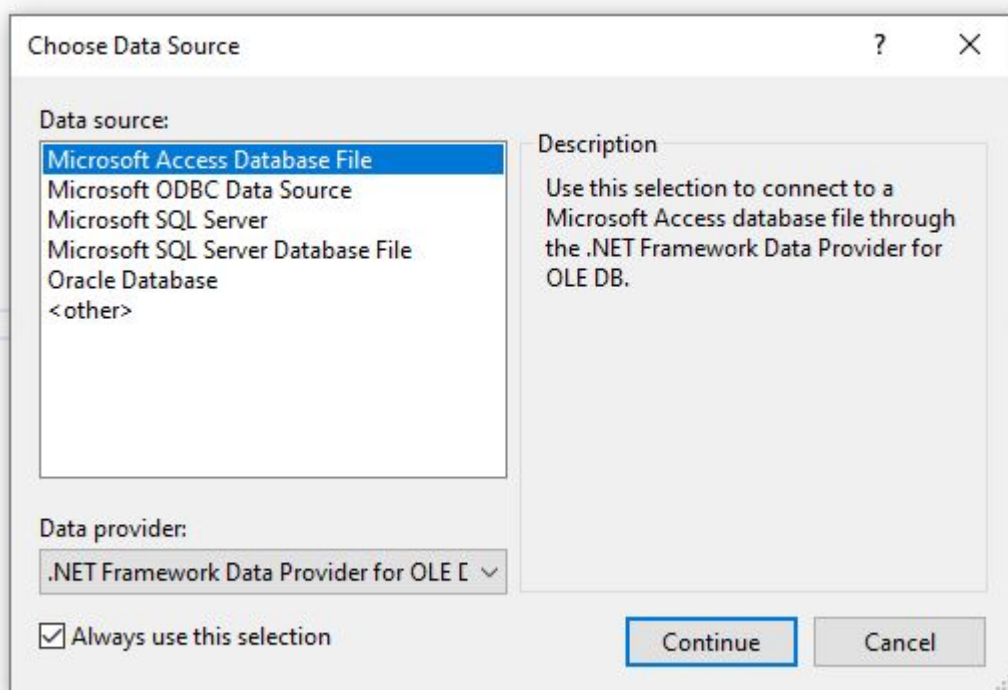 Choose Data Source
?
Data source:
Microsoft Access Database File
Microsoft ODBC Data Source
Microsoft SQL Server
Microsoft SQL Server Database File
Oracle Database
<other>
Description
Use this selection to connect to a
Microsoft Access database file through
the .NET Framework Data Provider for
OLE DB.
Data provider:
.NET Framework Data Provider for OLE
Always use this selection
Continue
Cancel